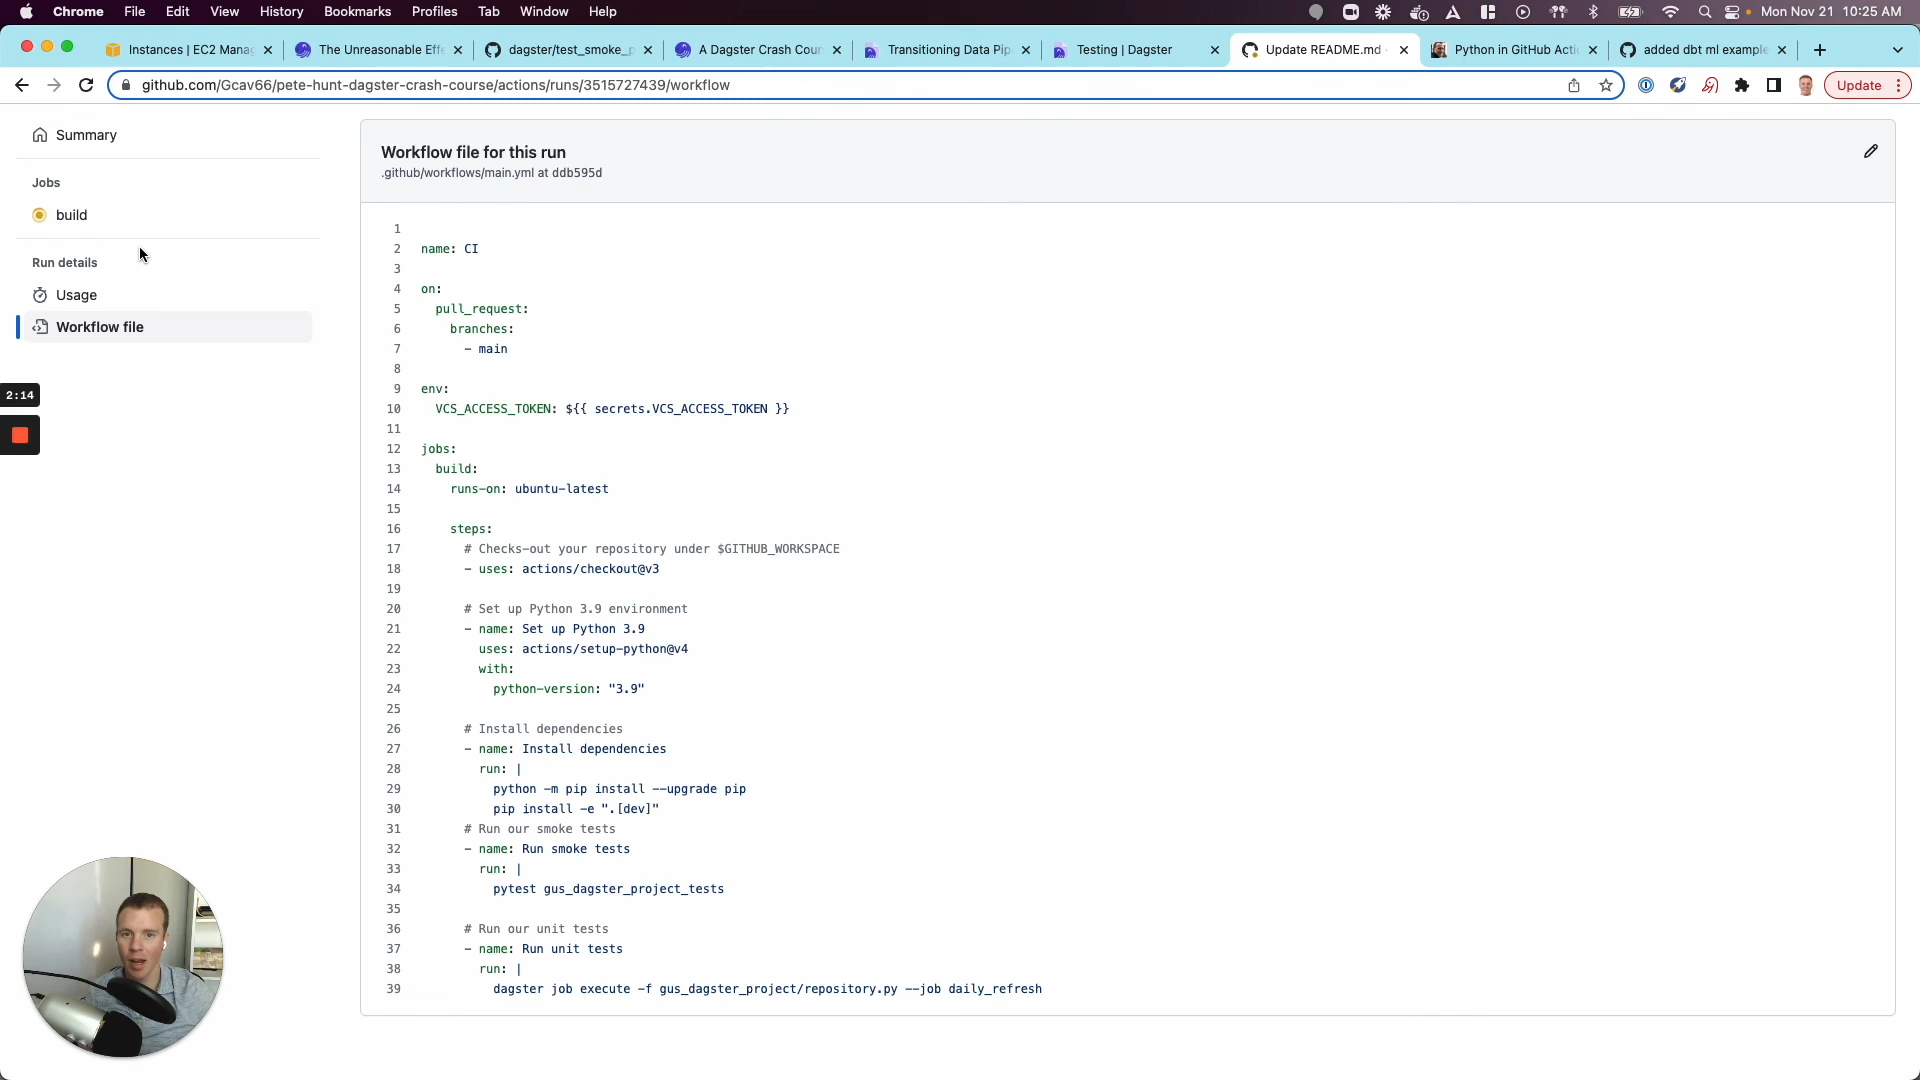 Chrome File Edit View History Bookmarks Profiles Tab Window Help Mon Nov 21 10:25 AM
Instances | EC2 Manag
The Unreasonable Effe
dagster/test_smoke_p
A Dagster Crash Cour
Transitioning Data Pip
Testing | Dagster
Update README.md
Python in GitHub Acti
added dbt ml example
github.com/Gcav66/pete-hunt-dagster-crash-course/actions/runs/3515727439/workflow
Update
Summary
Jobs
build
Run details
Usage
Workflow file
2:14
Workflow file for this run
.github/workflows/main.yml at ddb595d
1
2 name: CI
3
4 on:
5 pull_request:
6 branches:
7 - main
8
9 env:
10 VCS_ACCESS_TOKEN: ${{ secrets.VCS_ACCESS_TOKEN }}
11
12 jobs:
13 build:
14 runs-on: ubuntu-latest
15
16 steps:
17 # Checks-out your repository under $GITHUB_WORKSPACE
18 - uses: actions/checkout@v3
19
20 # Set up Python 3.9 environment
21 - name: Set up Python 3.9
22 uses: actions/setup-python@v4
23 with:
24 python-version: "3.9"
25
26 # Install dependencies
27 - name: Install dependencies
28 run: |
29 python -m pip install --upgrade pip
30 pip install -e ".[dev]"
31 # Run our smoke tests
32 - name: Run smoke tests
33 run: |
34 pytest gus_dagster_project_tests
35
36 # Run our unit tests
37 - name: Run unit tests
38 run: |
39 dagster job execute -f gus_dagster_project/repository.py --job daily_refresh